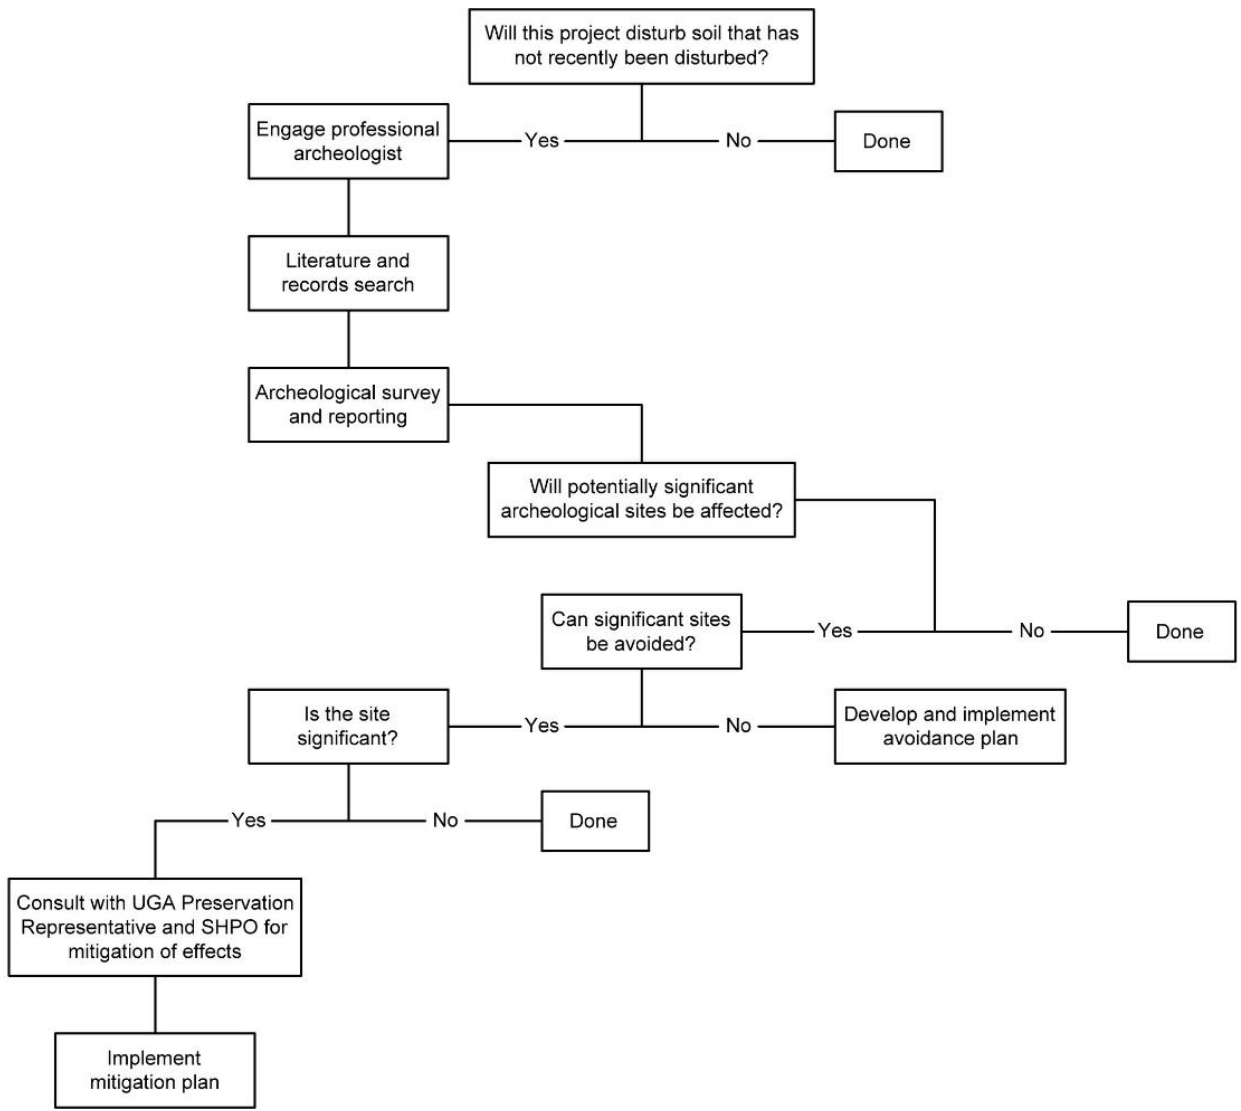 Will this project disturb soil that has
not recently been disturbed?
Engage professional
archeologist
Yes
No
Done
Literature and
records search
Archeological survey
and reporting
Will potentially significant
archeological sites be affected?
Can significant sites
be avoided?
Yes
No
Done
Is the site
significant?
Yes
No
Develop and implement
avoidance plan
Yes
No
Done
Consult with UGA Preservation
Representative and SHPO for
mitigation of effects
Implement
mitigation plan